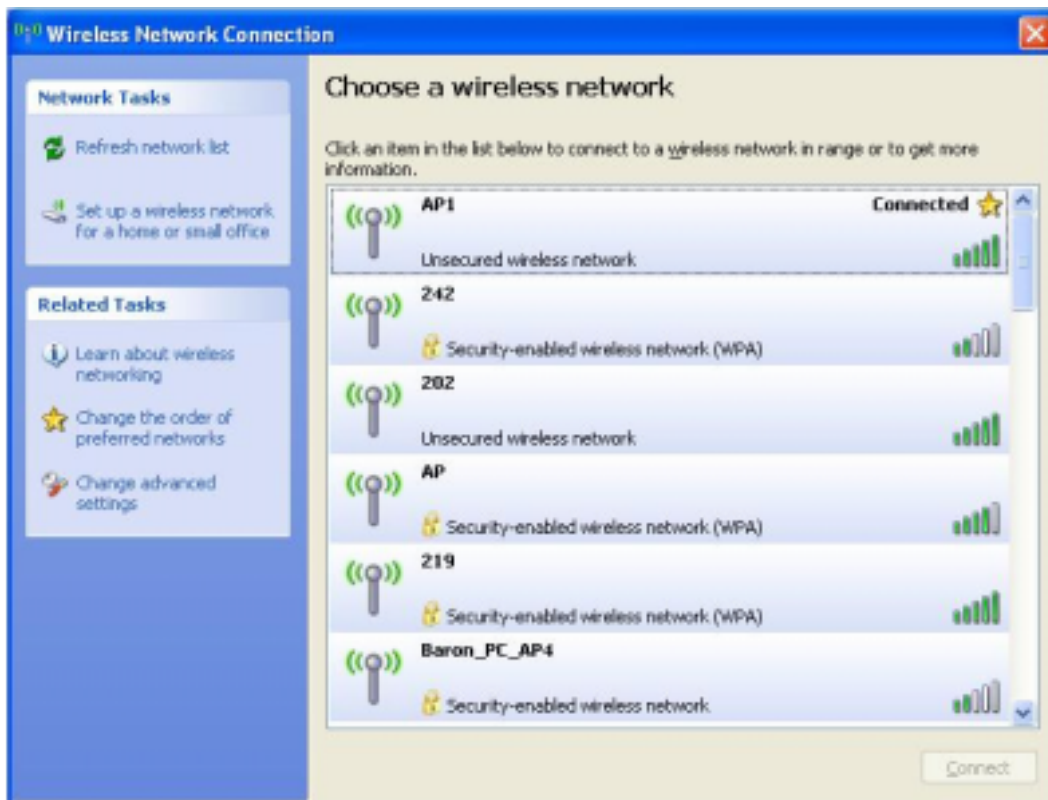 Wireless Network Connection
Network Tasks
Refresh network list
Set up a wireless network
for a home or small office
Related Tasks
Learn about wireless
networking
Change the order of
preferred networks
Change advanced
settings
Choose a wireless network
Click an item in the list below to connect to a wireless network in range or to get more
information.
AP1
Connected
Unsecured wireless network
242
Security-enabled wireless network (WPA)
202
Unsecured wireless network
AP
Security-enabled wireless network (WPA)
219
Security-enabled wireless network (WPA)
Baron_PC_AP4
Security-enabled wireless network
Connect